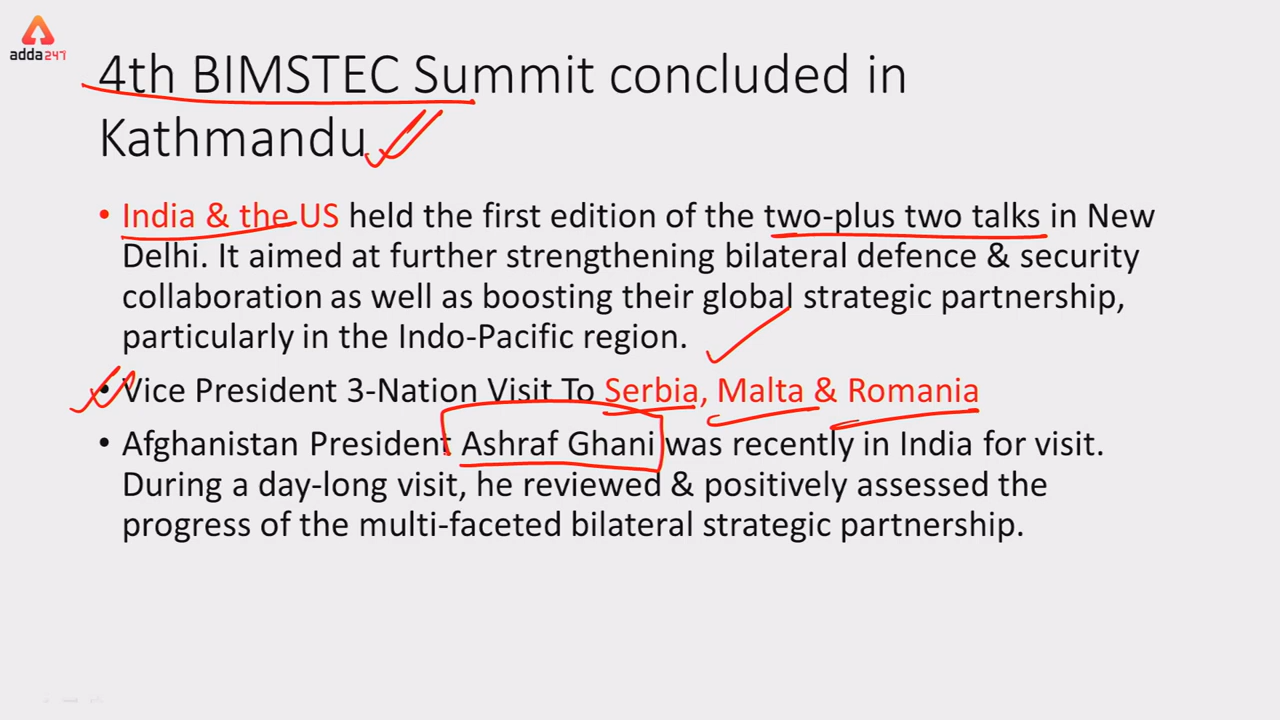 adda247
4th BIMSTEC Summit concluded in
Kathmandu
• India & the US held the first edition of the two-plus two talks in New
Delhi. It aimed at further strengthening bilateral defence & security
collaboration as well as boosting their global strategic partnership,
particularly in the Indo-Pacific region.
• Vice President 3-Nation Visit To Serbia, Malta & Romania
• Afghanistan President Ashraf Ghani was recently in India for visit.
During a day-long visit, he reviewed & positively assessed the
progress of the multi-faceted bilateral strategic partnership.